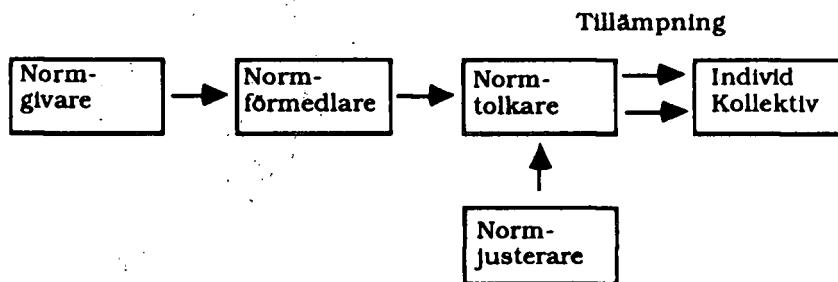 Tillämpning
Norm-
givare
Norm-
förmedlare
Norm-
tolkare
Individ
Kollektiv
Norm-
justerare